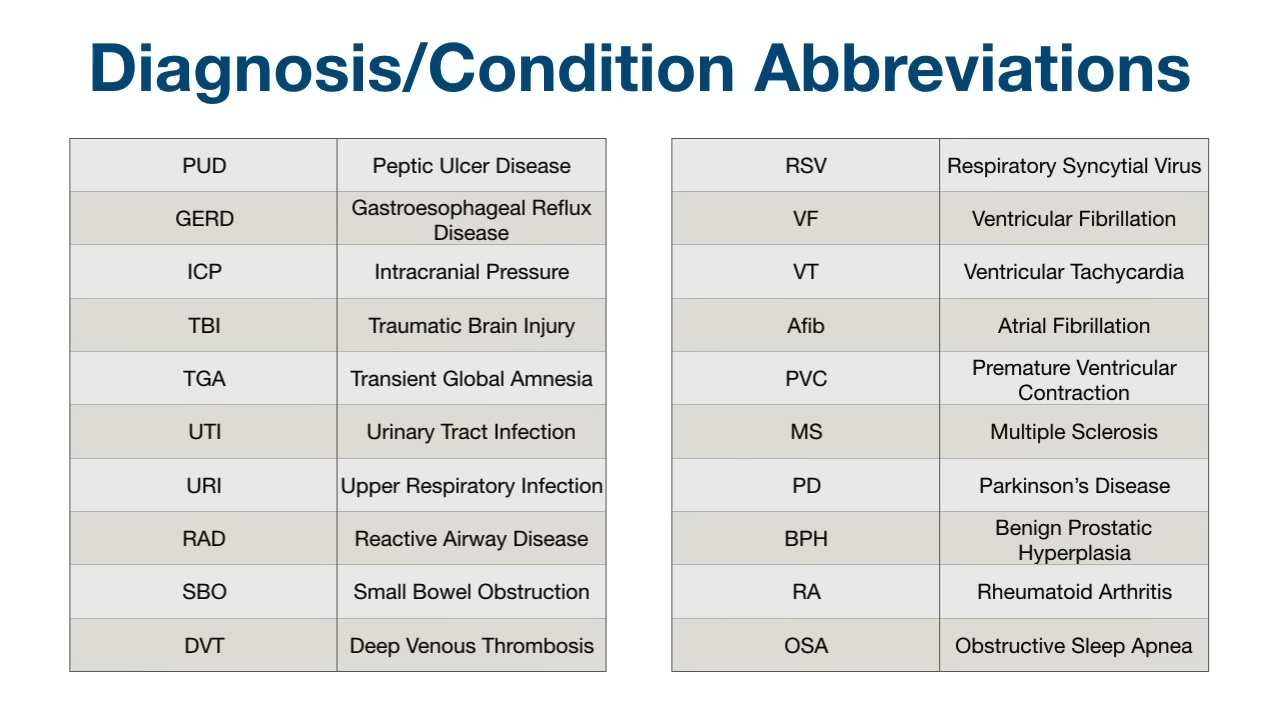 Diagnosis/Condition Abbreviations
PUD Peptic Ulcer Disease
GERD Gastroesophageal Reflux
Disease
ICP Intracranial Pressure
TBI Traumatic Brain Injury
TGA Transient Global Amnesia
UTI Urinary Tract Infection
URI Upper Respiratory Infection
RAD Reactive Airway Disease
SBO Small Bowel Obstruction
DVT Deep Venous Thrombosis
RSV Respiratory Syncytial Virus
VF Ventricular Fibrillation
VT Ventricular Tachycardia
Afib Atrial Fibrillation
PVC Premature Ventricular
Contraction
MS Multiple Sclerosis
PD Parkinson’s Disease
BPH Benign Prostatic
Hyperplasia
RA Rheumatoid Arthritis
OSA Obstructive Sleep Apnea